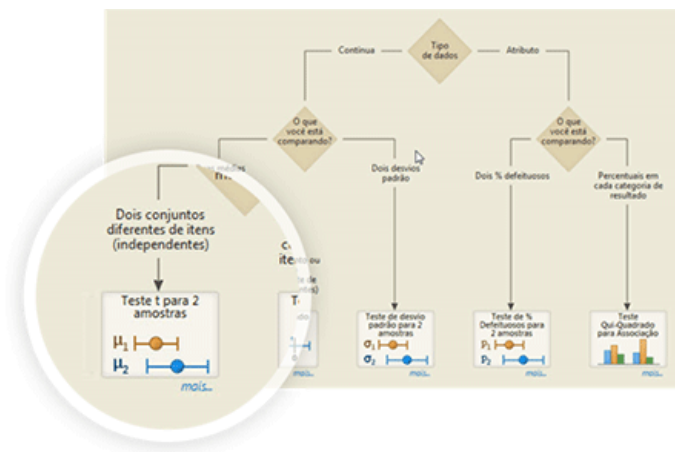 Tipo
de dados
Contínua
Atributo
O que
você está
comparando?
O que
você está
comparando?
médias
Dois desvios
padrão
Dois % defeituosos
Percentuais em
cada categoria de
resultado
Dois conjuntos
diferentes de itens
(independentes)
ou
Teste t para 2
amostras
μ1
μ2
mais...
mais...
Teste de desvio
padrão para 2
amostras
σ1
σ2
mais...
Teste de %
Defeituosos para
2 amostras
P1
P2
mais...
Teste
Qui-Quadrado
para Associação
mais...